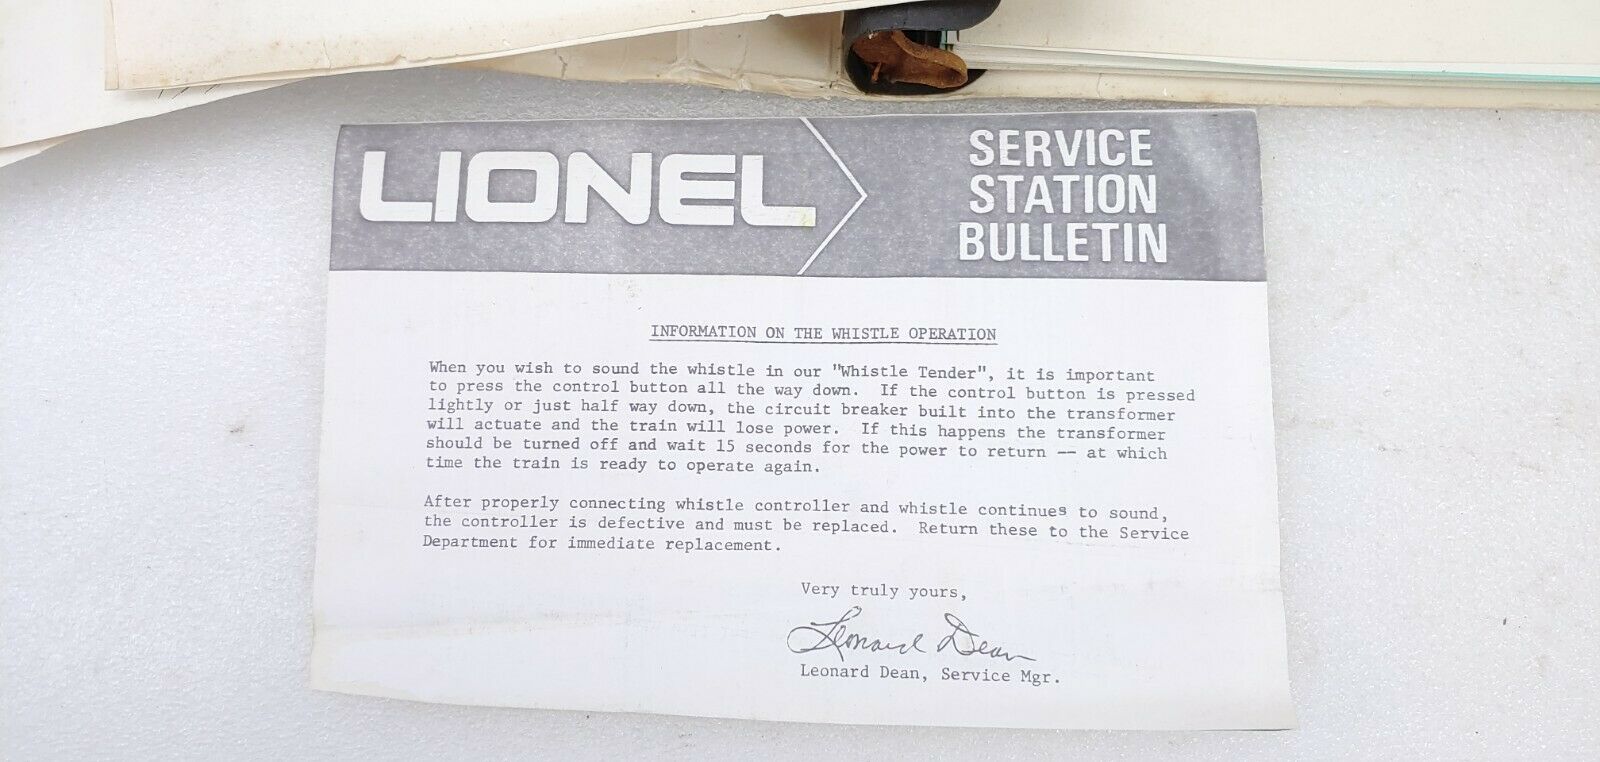 LIONEL
SERVICE
STATION
BULLETIN
INFORMATION ON THE WHISTLE OPERATION
When you wish to sound the whistle in our "Whistle Tender", it is important
to press the control button all the way down. If the control button is pressed
lightly or just half way down, the circuit breaker built into the transformer
will actuate and the train will lose power. If this happens the transformer
should be turned off and wait 15 seconds for the power to return -- at which
time the train is ready to operate again.
After properly connecting whistle controller and whistle continues to sound,
the controller is defective and must be replaced. Return these to the Service
Department for immediate replacement.
Very truly yours,
Leonard Dean
Leonard Dean, Service Mgr.